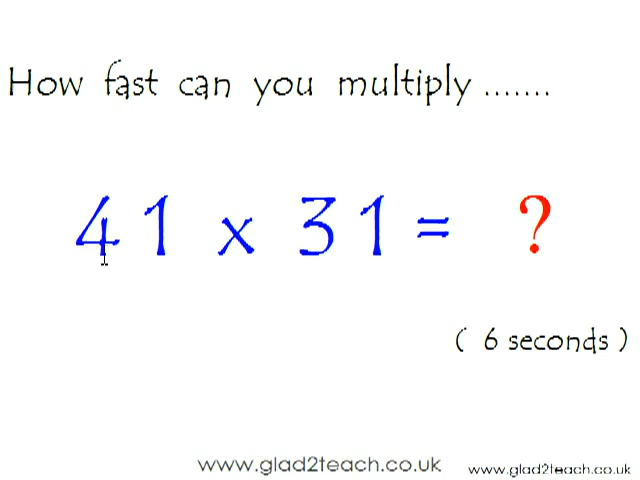 How fast can you multiply .......
41 x 31 = ?
( 6 seconds )
www.glad2teach.co.uk
www.glad2teach.co.uk